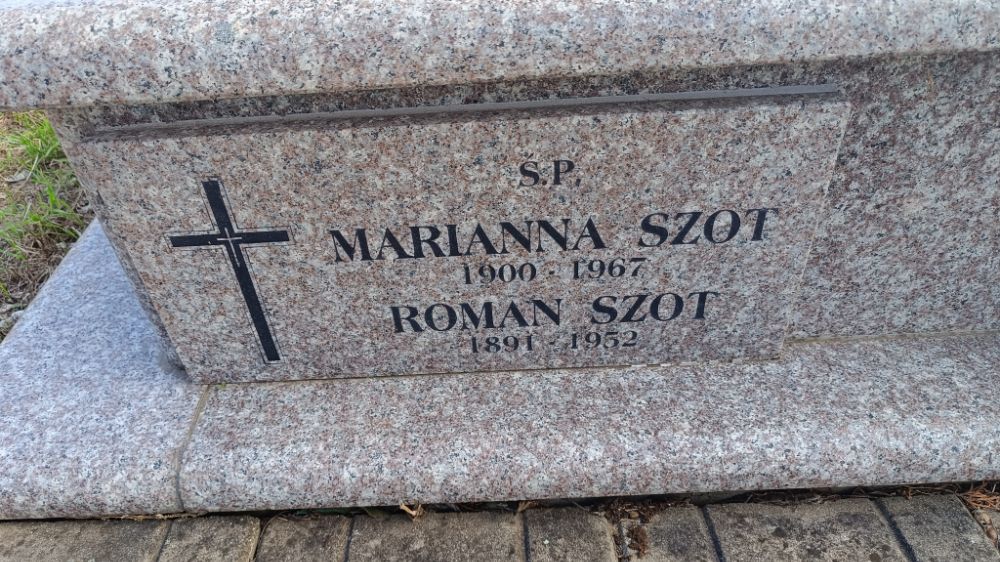 Ś.P.
MARIANNA SZOT
1900 - 1967
ROMAN SZOT
1891 - 1952